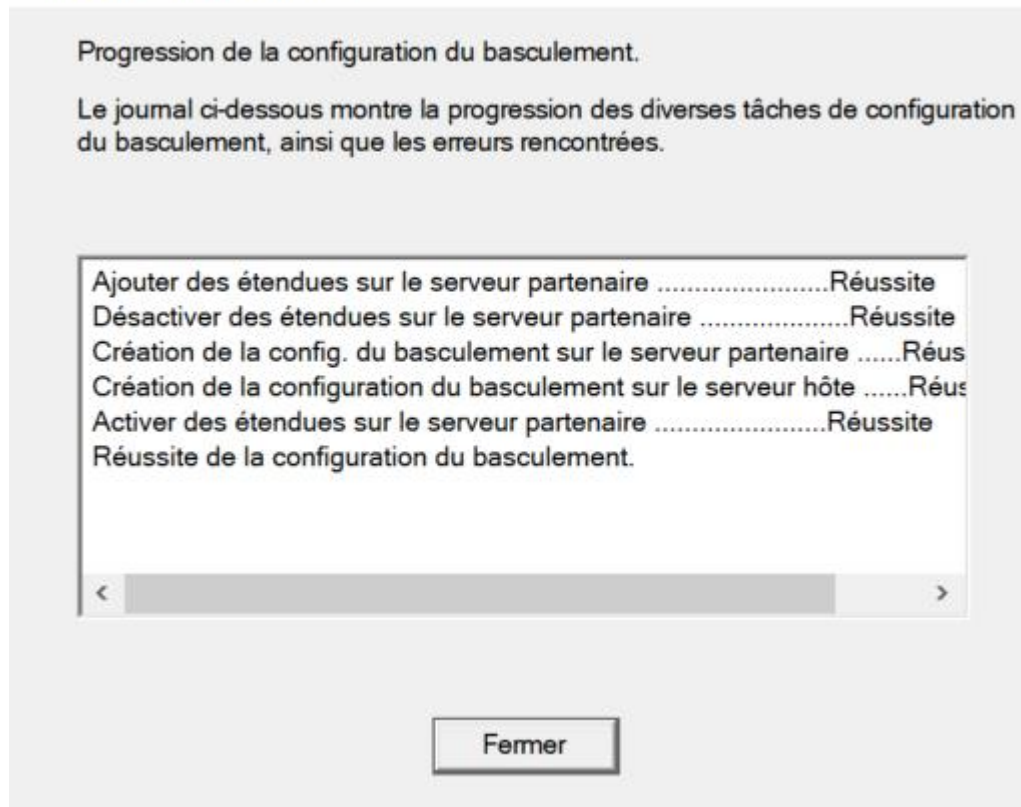 Progression de la configuration du basculement.
Le journal ci-dessous montre la progression des diverses tâches de configuration
du basculement, ainsi que les erreurs rencontrées.
Ajouter des étendues sur le serveur partenaire .......................Réussite
Désactiver des étendues sur le serveur partenaire ....................Réussite
Création de la config. du basculement sur le serveur partenaire ......Réus
Création de la configuration du basculement sur le serveur hôte ......Réus
Activer des étendues sur le serveur partenaire .......................Réussite
Réussite de la configuration du basculement.
Fermer